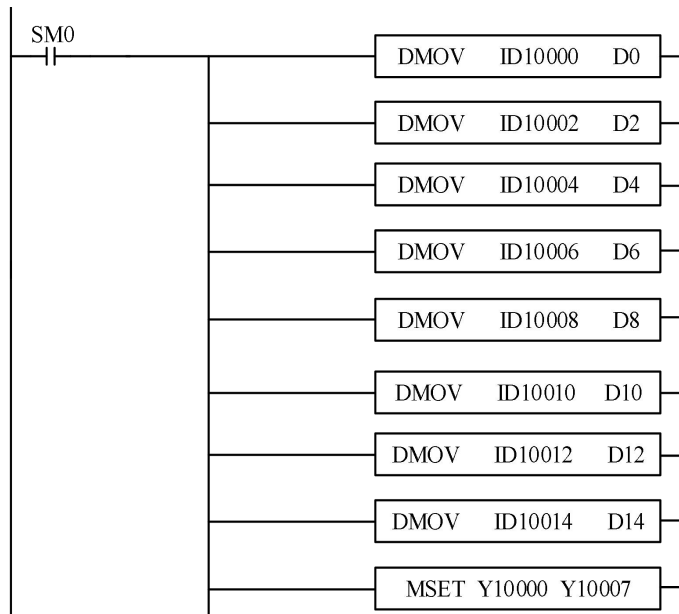 SM0
DMOV ID10000 D0
DMOV ID10002 D2
DMOV ID10004 D4
DMOV ID10006 D6
DMOV ID10008 D8
DMOV ID10010 D10
DMOV ID10012 D12
DMOV ID10014 D14
MSET Y10000 Y10007